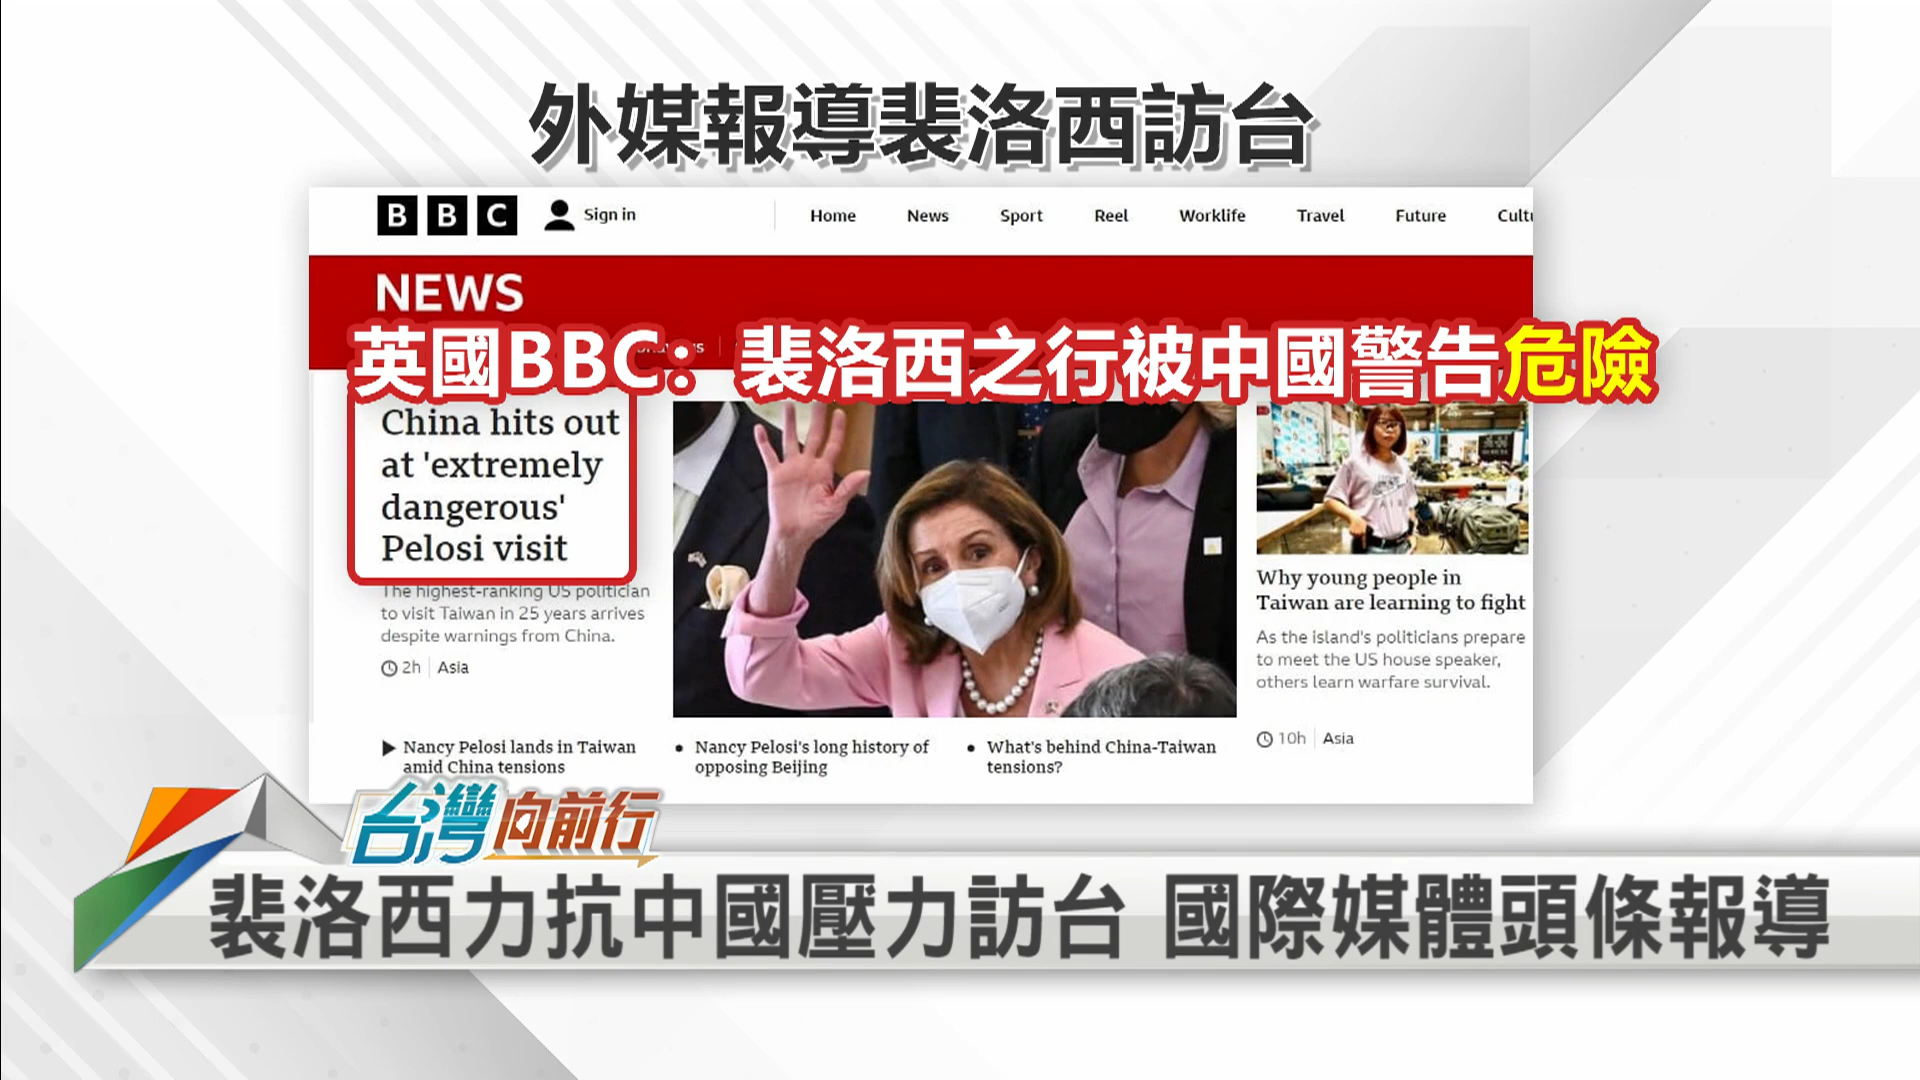 外媒報導裴洛西訪台
BBC Sign in Home News Sport Reel Worklife Travel Future
NEWS
英國BBC：裴洛西之行被中國警告危險
China hits out
at 'extremely
dangerous'
Pelosi visit
The highest-ranking US politician
to visit Taiwan in 25 years arrives
despite warnings from China.
2h Asia
Why young people in
Taiwan are learning to fight
As the island's politicians prepare
to meet the US house speaker,
others learn warfare survival.
10h Asia
Nancy Pelosi lands in Taiwan
amid China tensions
Nancy Pelosi's long history of
opposing Beijing
What's behind China-Taiwan
tensions?
台灣向前行
裴洛西力抗中國壓力訪台 國際媒體頭條報導